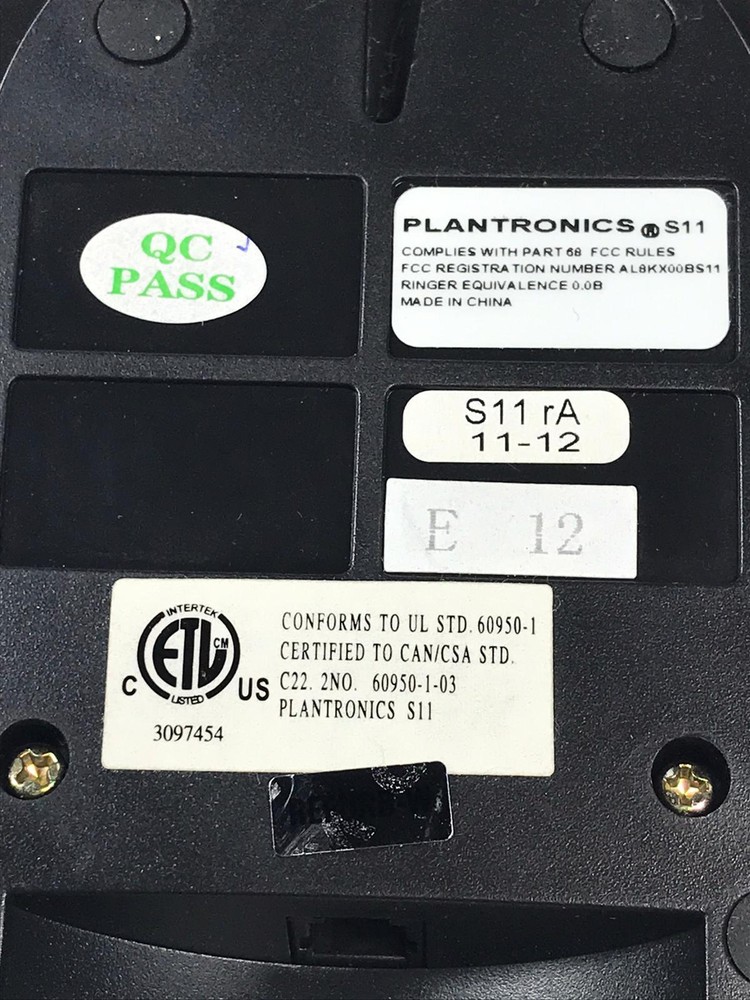 QC
PASS
PLANTRONICS ® S11
COMPLIES WITH PART 68 FCC RULES
FCC REGISTRATION NUMBER AL8KX00BS11
RINGER EQUIVALENCE 0.0B
MADE IN CHINA
S11 rA
11-12
E 12
INTERTEK
ETL CM
C US
LISTED
3097454
CONFORMS TO UL STD. 60950-1
CERTIFIED TO CAN/CSA STD.
C22. 2NO. 60950-1-03
PLANTRONICS S11